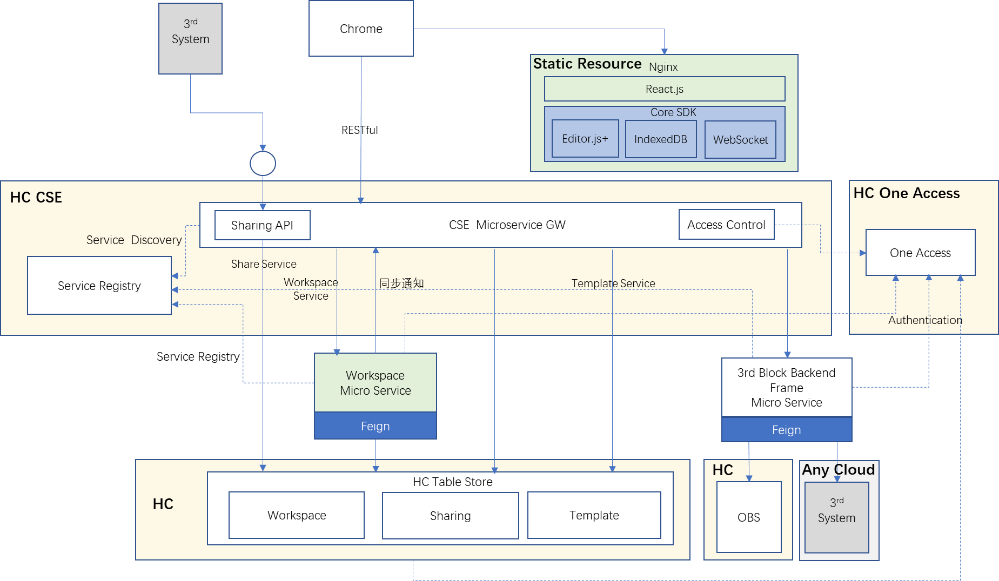 3rd
System
Chrome
Static Resource Nginx
React.js
Core SDK
Editor.js+
IndexedDB
WebSocket
RESTful
HC CSE
HC One Access
Sharing API
CSE Microservice GW
Access Control
Service Discovery
One Access
Share Service
Service Registry
Workspace
Service
同步通知
Template Service
Authentication
Service Registry
Workspace
Micro Service
Feign
3rd Block Backend
Frame
Micro Service
Feign
HC
HC Table Store
Workspace
Sharing
Template
HC
OBS
Any Cloud
3rd
System